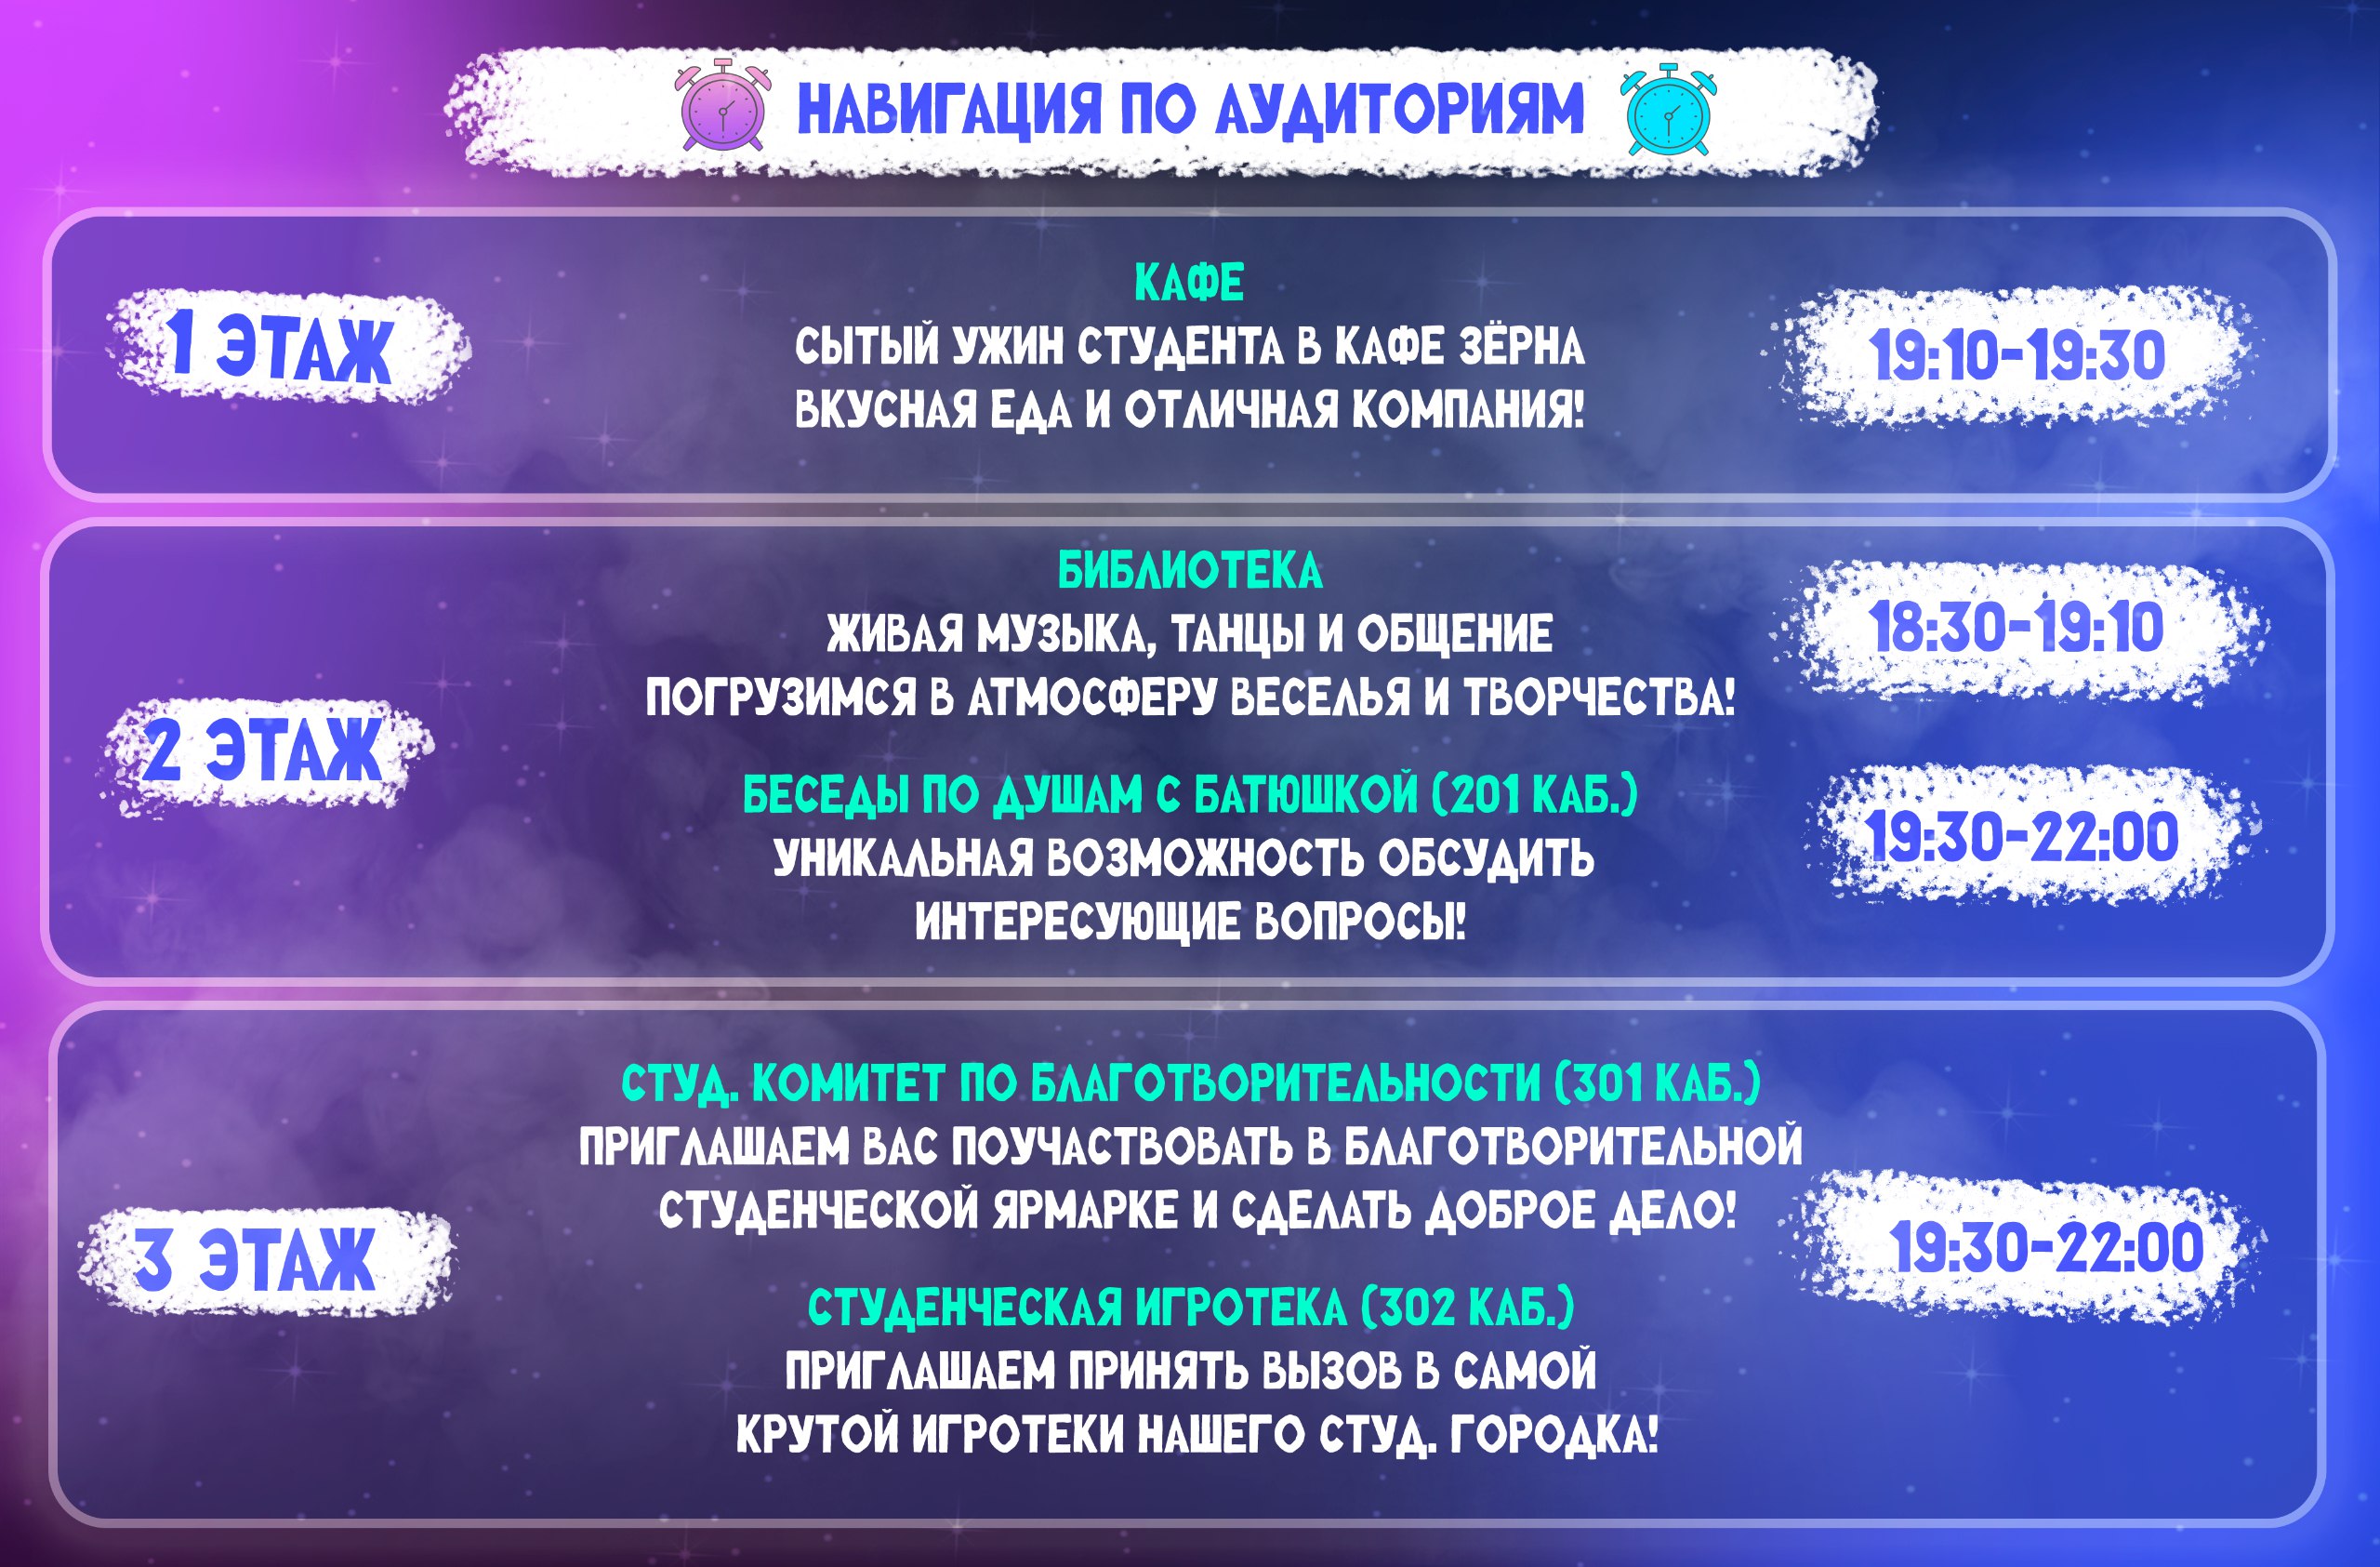 НАВИГАЦИЯ ПО АУДИТОРИЯМ
1 ЭТАЖ
КАФЕ
СЫТЫЙ УЖИН СТУДЕНТА В КАФЕ ЗЁРНА
ВКУСНАЯ ЕДА И ОТЛИЧНАЯ КОМПАНИЯ!
19:10-19:30
2 ЭТАЖ
БИБЛИОТЕКА
ЖИВАЯ МУЗЫКА, ТАНЦЫ И ОБЩЕНИЕ
ПОГРУЗИМСЯ В АТМОСФЕРУ ВЕСЕЛЬЯ И ТВОРЧЕСТВА!
18:30-19:10
БЕСЕДЫ ПО ДУШАМ С БАТЮШКОЙ (201 КАБ.)
УНИКАЛЬНАЯ ВОЗМОЖНОСТЬ ОБСУДИТЬ
ИНТЕРЕСУЮЩИЕ ВОПРОСЫ!
19:30-22:00
3 ЭТАЖ
СТУД. КОМИТЕТ ПО БЛАГОТВОРИТЕЛЬНОСТИ (301 КАБ.)
ПРИГЛАШАЕМ ВАС ПОУЧАСТВОВАТЬ В БЛАГОТВОРИТЕЛЬНОЙ
СТУДЕНЧЕСКОЙ ЯРМАРКЕ И СДЕЛАТЬ ДОБРОЕ ДЕЛО!
СТУДЕНЧЕСКАЯ ИГРОТЕКА (302 КАБ.)
ПРИГЛАШАЕМ ПРИНЯТЬ ВЫЗОВ В САМОЙ
КРУТОЙ ИГРОТЕКИ НАШЕГО СТУД. ГОРОДКА!
19:30-22:00